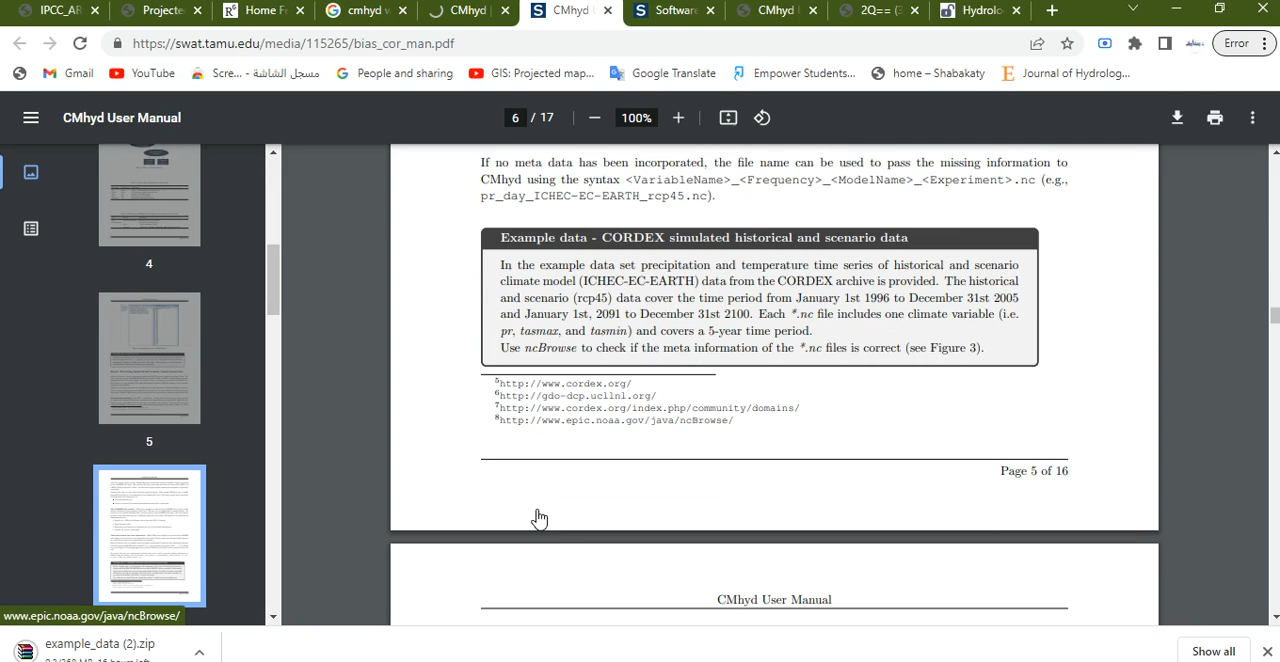 IPCC_AR
Projecte
Home F
cmhyd w
CMhyd
CMhyd U
Software
CMhyd U
2Q== (3
Hydrolo
https://swat.tamu.edu/media/115265/bias_cor_man.pdf
Error
Gmail
YouTube
Scre... - مسجل الشاشة
People and sharing
GIS: Projected map...
Google Translate
Empower Students...
home – Shabakaty
Journal of Hydrolog...
CMhyd User Manual
6 / 17
100%
4
5
If no meta data has been incorporated, the file name can be used to pass the missing information to
CMhyd using the syntax <VariableName>_<Frequency>_<ModelName>_<Experiment>.nc (e.g.,
pr_day_ICHEC-EC-EARTH_rcp45.nc).
Example data - CORDEX simulated historical and scenario data
In the example data set precipitation and temperature time series of historical and scenario
climate model (ICHEC-EC-EARTH) data from the CORDEX archive is provided. The historical
and scenario (rcp45) data cover the time period from January 1st 1996 to December 31st 2005
and January 1st, 2091 to December 31st 2100. Each *.nc file includes one climate variable (i.e.
pr, tasmax, and tasmin) and covers a 5-year time period.
Use ncBrowse to check if the meta information of the *.nc files is correct (see Figure 3).
5http://www.cordex.org/
6http://gdo-dcp.ucllnl.org/
7http://www.cordex.org/index.php/community/domains/
8http://www.epic.noaa.gov/java/ncBrowse/
Page 5 of 16
CMhyd User Manual
www.epic.noaa.gov/java/ncBrowse/
example_data (2).zip
Show all